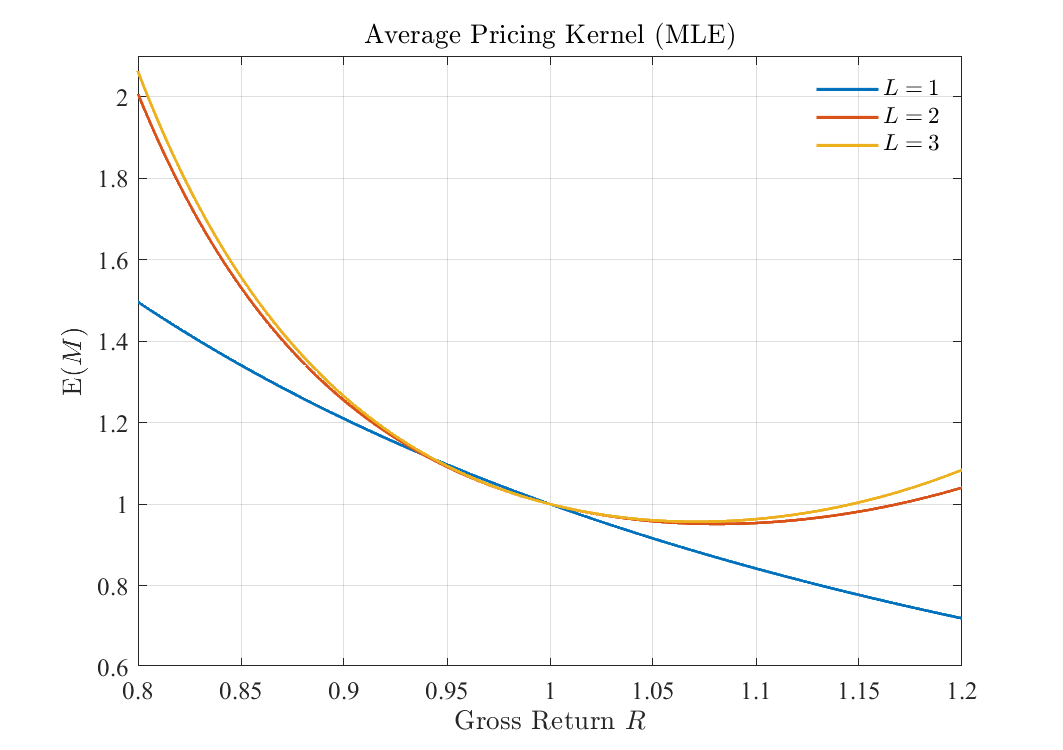 Average Pricing Kernel (MLE)
L = 1
L = 2
L = 3
2
1.8
1.6
1.4
1.2
1
0.8
0.6
E(M)
0.8 0.85 0.9 0.95 1 1.05 1.1 1.15 1.2
Gross Return R